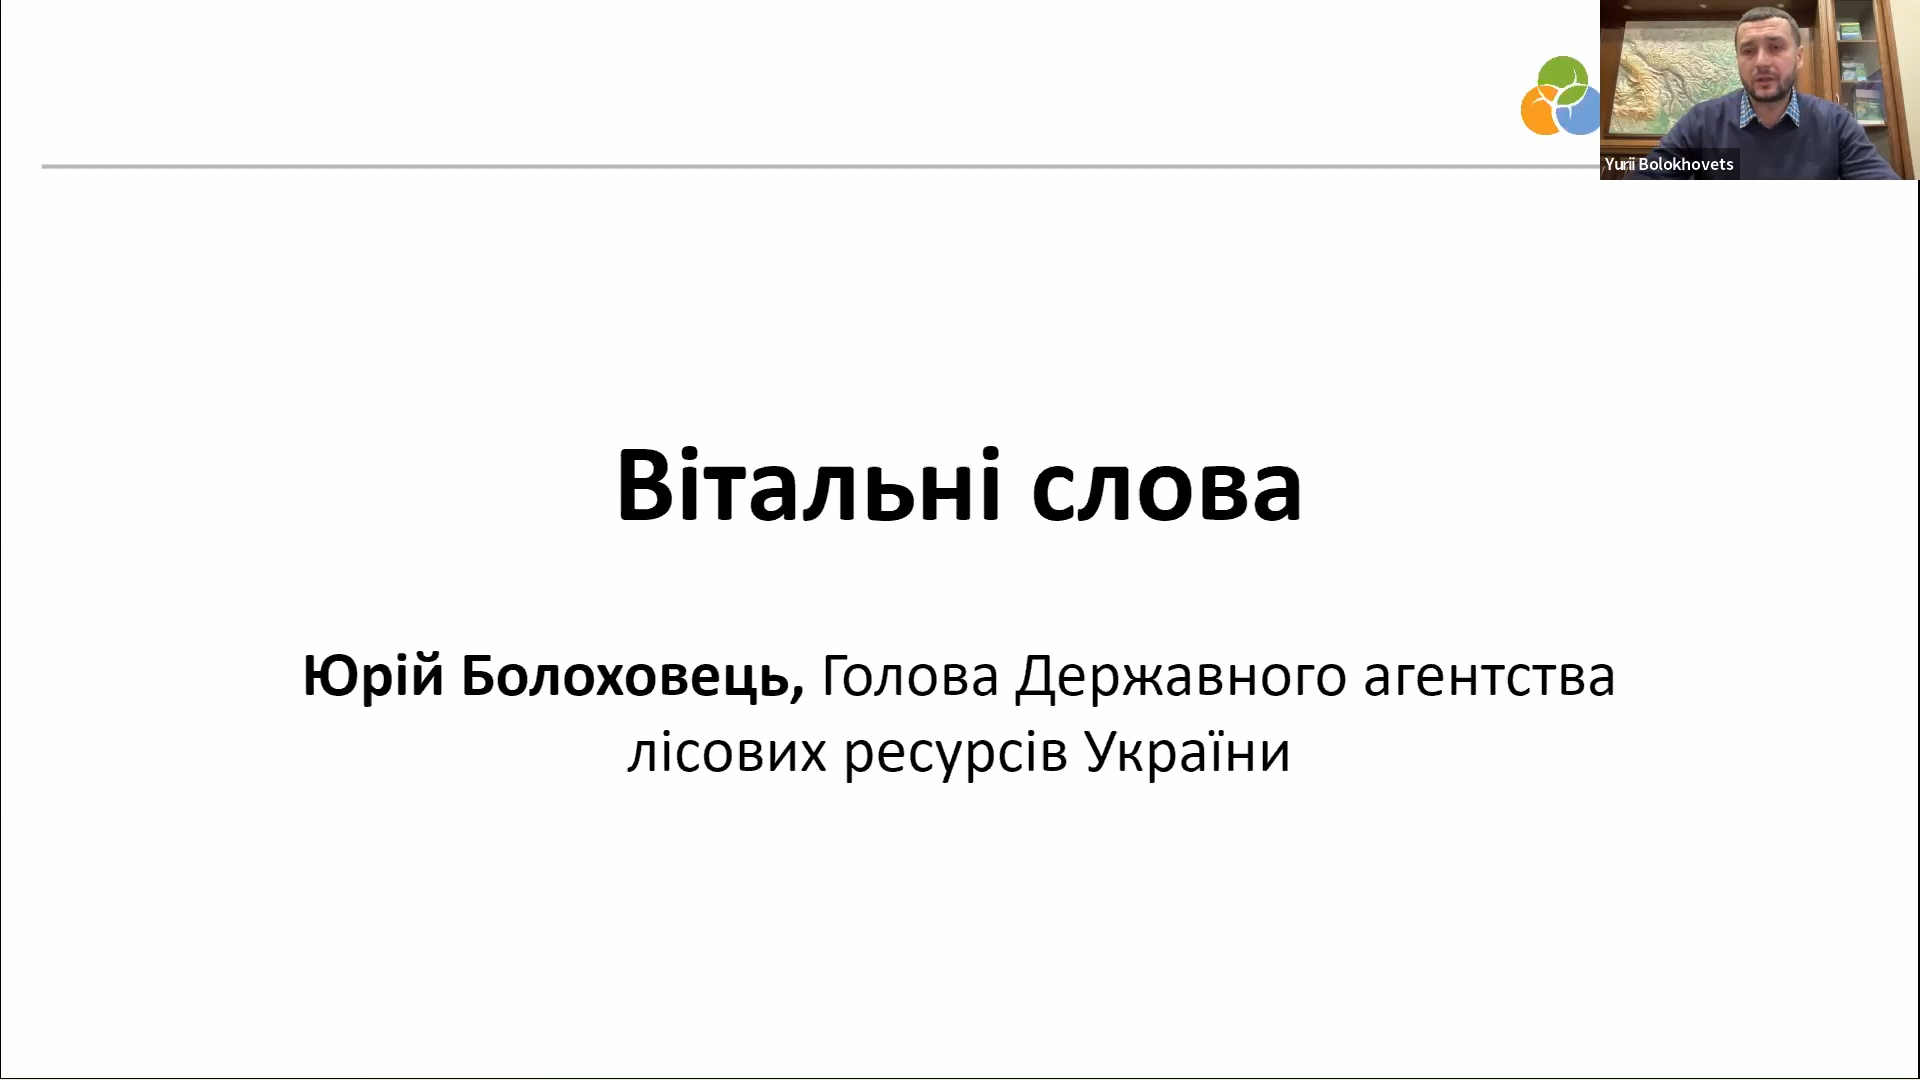 Yurii Bolokhovets
Вітальні слова
Юрій Болоховець, Голова Державного агентства
лісових ресурсів України